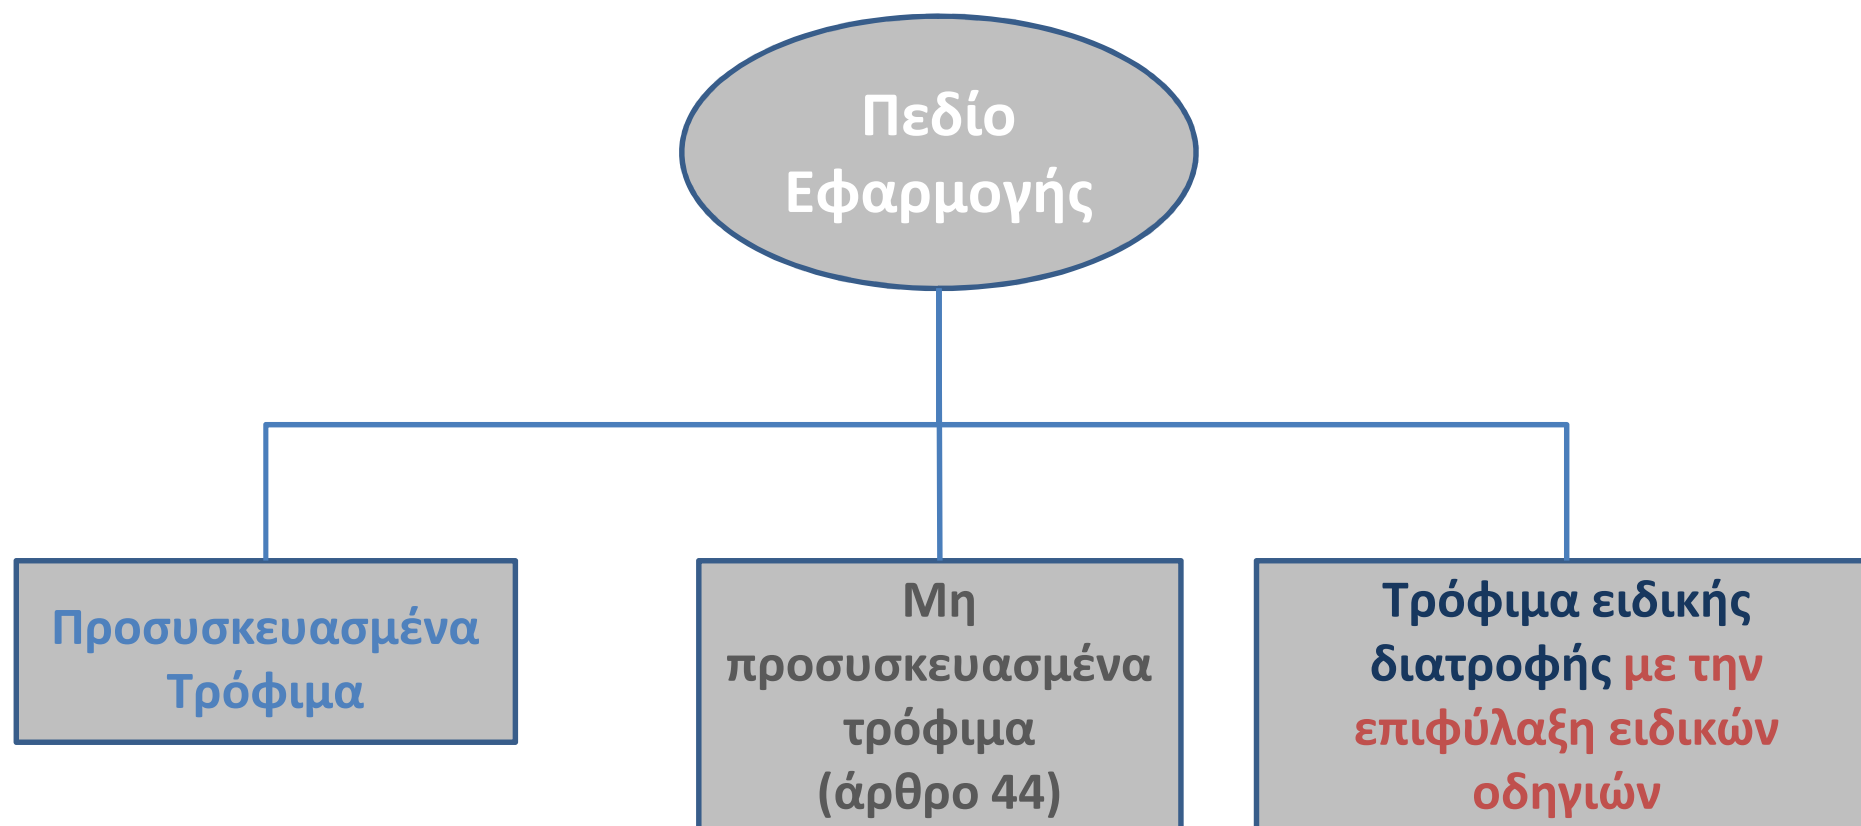 Πεδίο
Εφαρμογής
Προσυσκευασμένα
Τρόφιμα
Μη
προσυσκευασμένα
τρόφιμα
(άρθρο 44)
Τρόφιμα ειδικής
διατροφής με την
επιφύλαξη ειδικών
οδηγιών